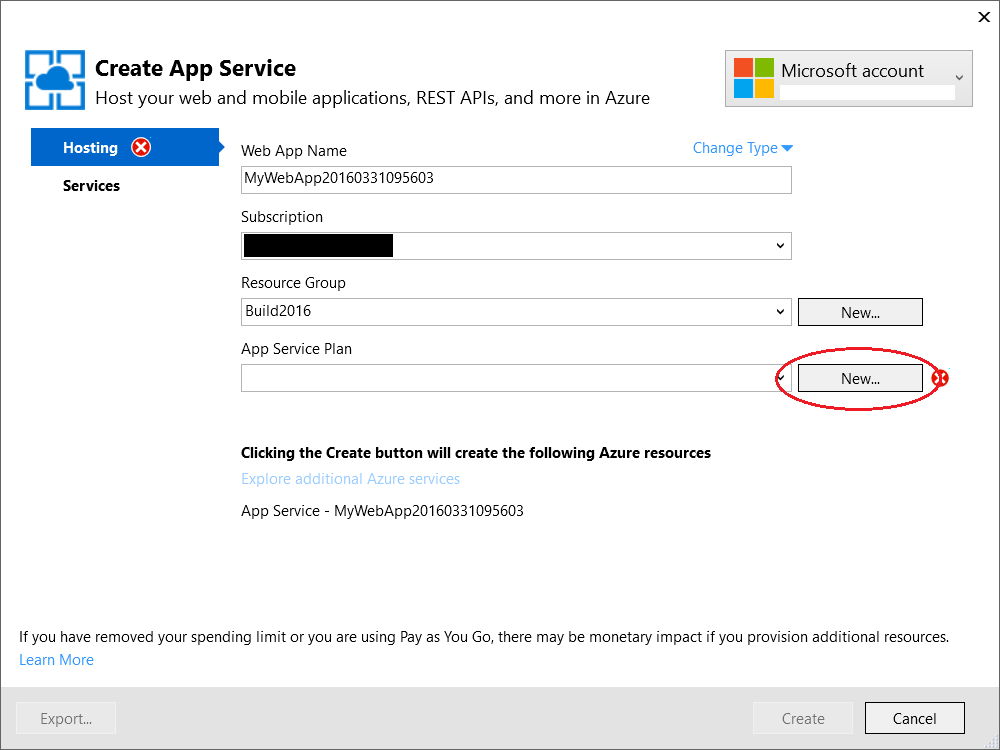 Create App Service
Host your web and mobile applications, REST APIs, and more in Azure
Microsoft account
Hosting
Services
Web App Name
Change Type
MyWebApp20160331095603
Subscription
Resource Group
Build2016
New...
App Service Plan
New...
Clicking the Create button will create the following Azure resources
Explore additional Azure services
App Service - MyWebApp20160331095603
If you have removed your spending limit or you are using Pay as You Go, there may be monetary impact if you provision additional resources.
Learn More
Export...
Create
Cancel